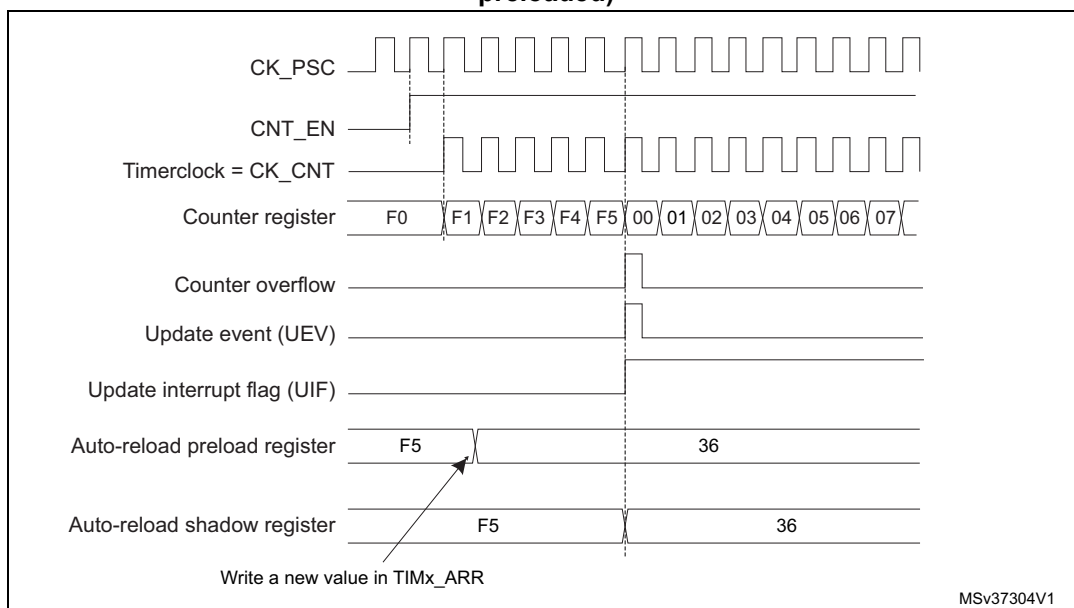 preloaded)
CK_PSC
CNT_EN
Timerclock = CK_CNT
Counter register F0 F1 F2 F3 F4 F5 00 01 02 03 04 05 06 07
Counter overflow
Update event (UEV)
Update interrupt flag (UIF)
Auto-reload preload register F5 36
Auto-reload shadow register F5 36
Write a new value in TIMx_ARR
MSv37304V1